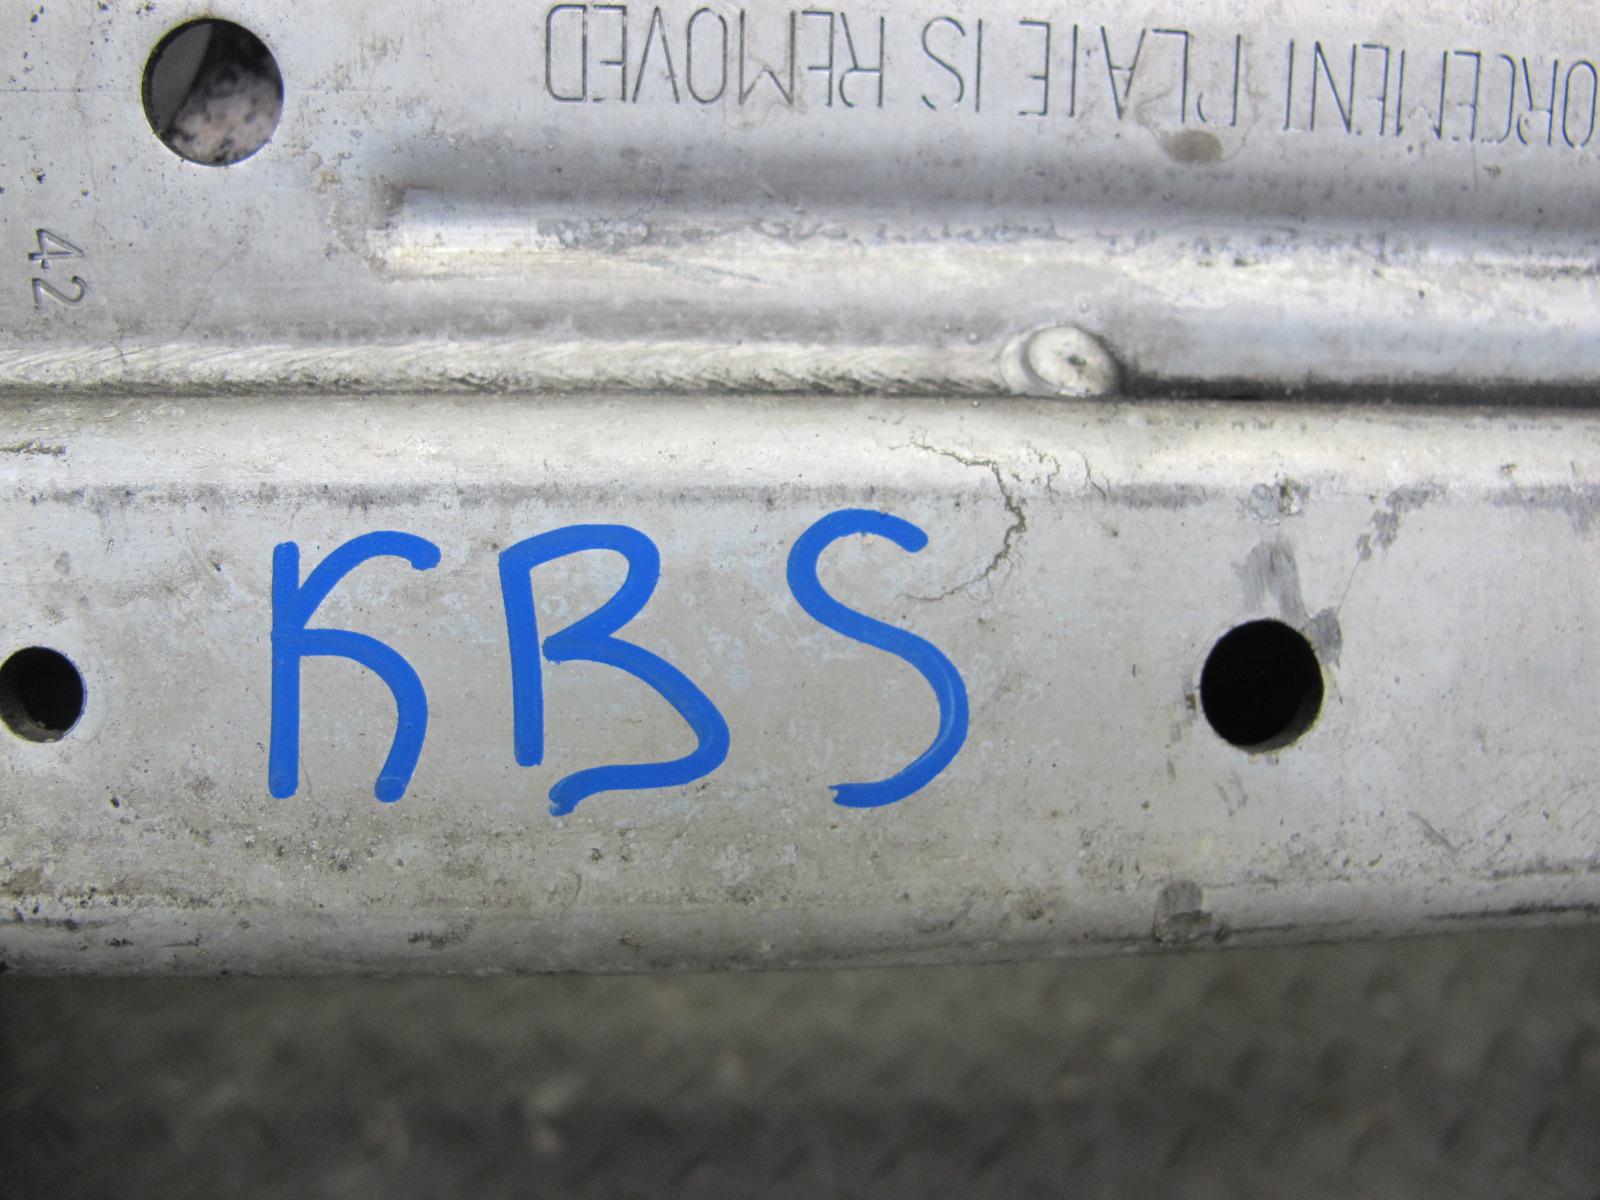 ORCEMENT PLATE IS REMOVED
42
KBS